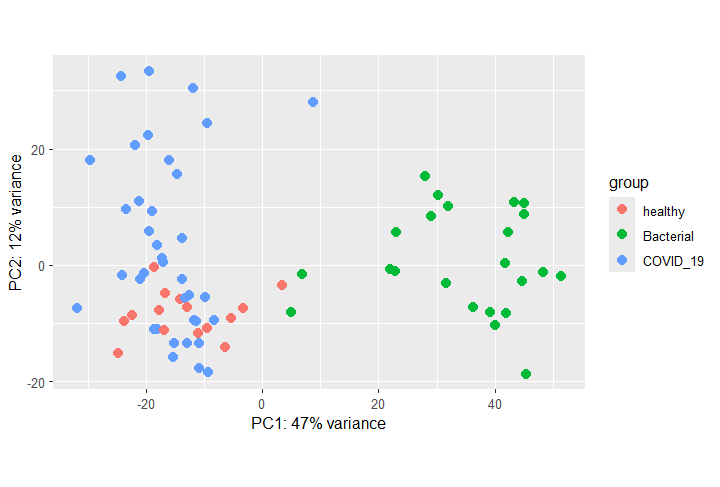 20
0
-20
PC2: 12% variance
-20
0
20
40
PC1: 47% variance
group
healthy
Bacterial
COVID_19